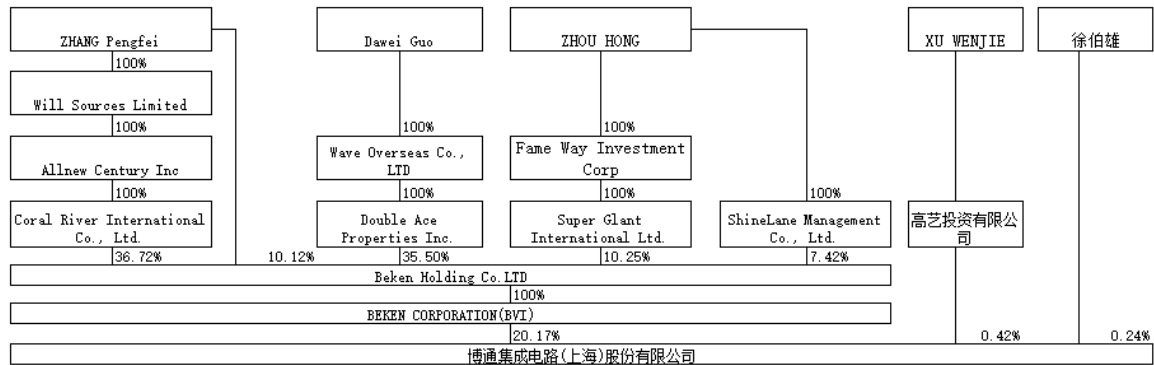 ZHANG Pengfei
Dawei Guo
ZHOU HONG
XU WENJIE
徐伯雄
100%
Will Sources Limited
100%
100%
100%
Allnew Century Inc
Wave Overseas Co.,
LTD
Fame Way Investment
Corp
100%
100%
100%
100%
Coral River International
Co., Ltd.
Double Ace
Properties Inc.
Super Glant
International Ltd.
ShineLane Management
Co., Ltd.
高艺投资有限公
司
36.72%
10.12%
35.50%
10.25%
7.42%
Beken Holding Co.LTD
100%
BEKEN CORPORATION(BVI)
20.17%
0.42%
0.24%
博通集成电路(上海)股份有限公司